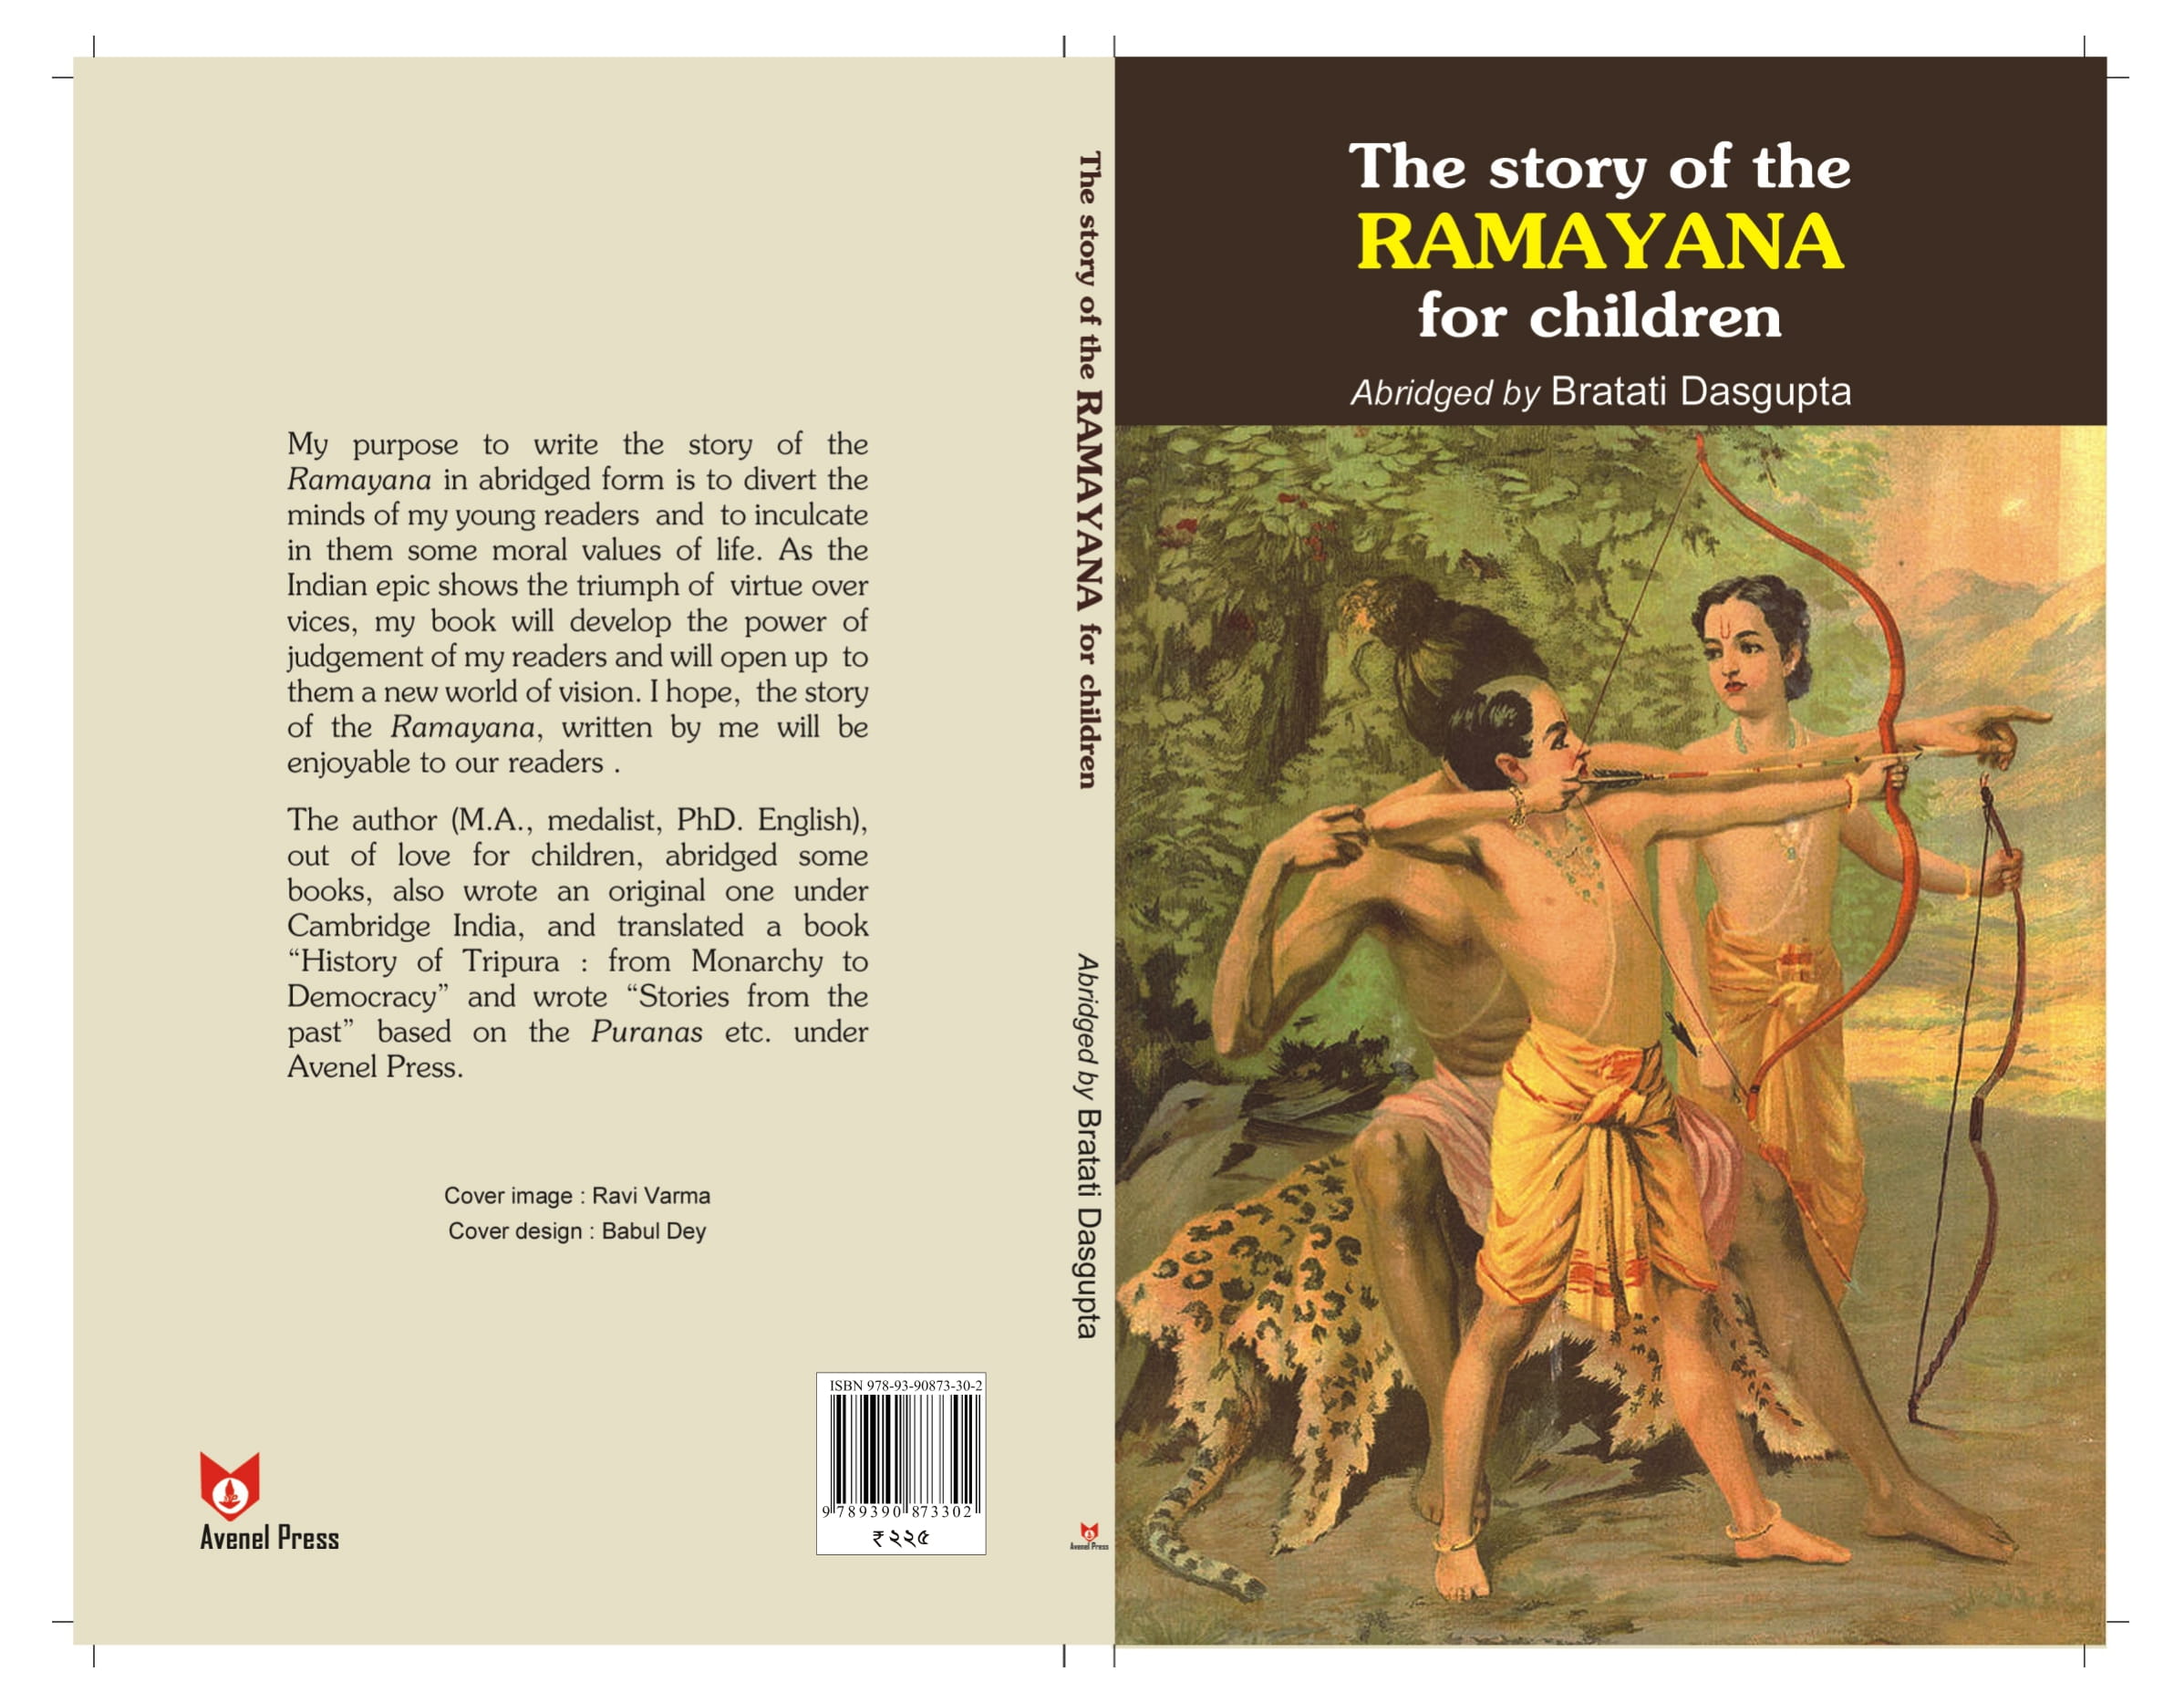 My purpose to write the story of the
Ramayana in abridged form is to divert the
minds of my young readers and to inculcate
in them some moral values of life. As the
Indian epic shows the triumph of virtue over
vices, my book will develop the power of
judgement of my readers and will open up to
them a new world of vision. I hope, the story
of the Ramayana, written by me will be
enjoyable to our readers .
The author (M.A., medalist, PhD. English),
out of love for children, abridged some
books, also wrote an original one under
Cambridge India, and translated a book
“History of Tripura : from Monarchy to
Democracy” and wrote “Stories from the
past” based on the Puranas etc. under
Avenel Press.
Cover image : Ravi Varma
Cover design : Babul Dey
Avenel Press
ISBN 978-93-90873-30-2
9 789390 873302
₹ ২২৫
The story of the RAMAYANA for children
Abridged by Bratati Dasgupta
Avenel Press
The story of the
RAMAYANA
for children
Abridged by Bratati Dasgupta